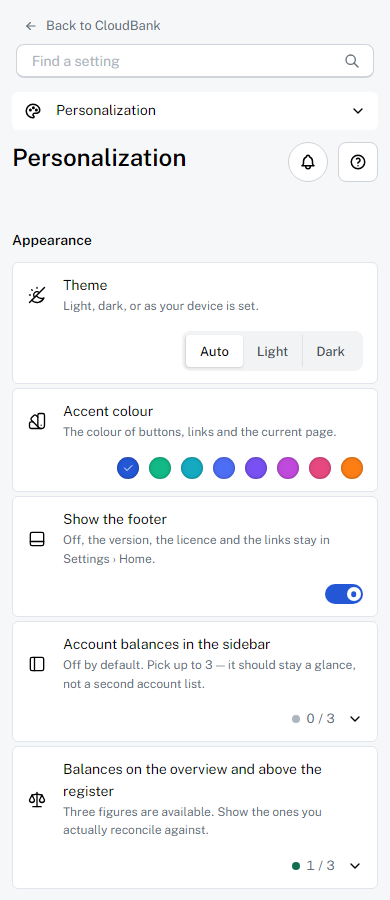 ← Back to CloudBank
Find a setting
Personalization
Personalization
Appearance
Theme
Light, dark, or as your device is set.
Auto Light Dark
Accent colour
The colour of buttons, links and the current page.
Show the footer
Off, the version, the licence and the links stay in
Settings › Home.
Account balances in the sidebar
Off by default. Pick up to 3 — it should stay a glance,
not a second account list.
0 / 3
Balances on the overview and above the
register
Three figures are available. Show the ones you
actually reconcile against.
1 / 3